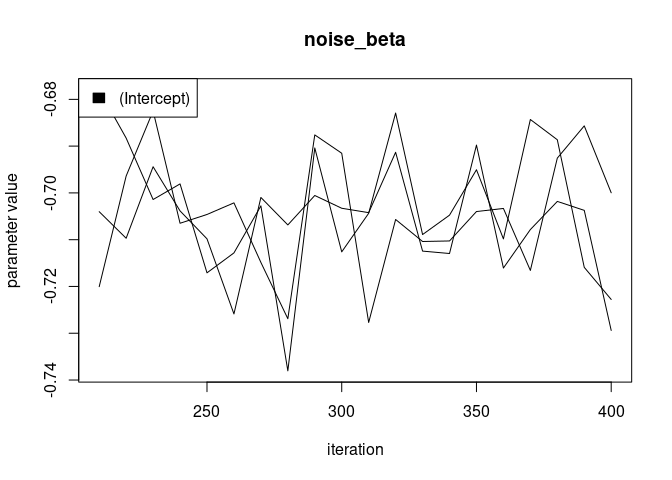 noise_beta
(Intercept)
-0.68
-0.70
-0.72
-0.74
parameter value
250
300
350
400
iteration